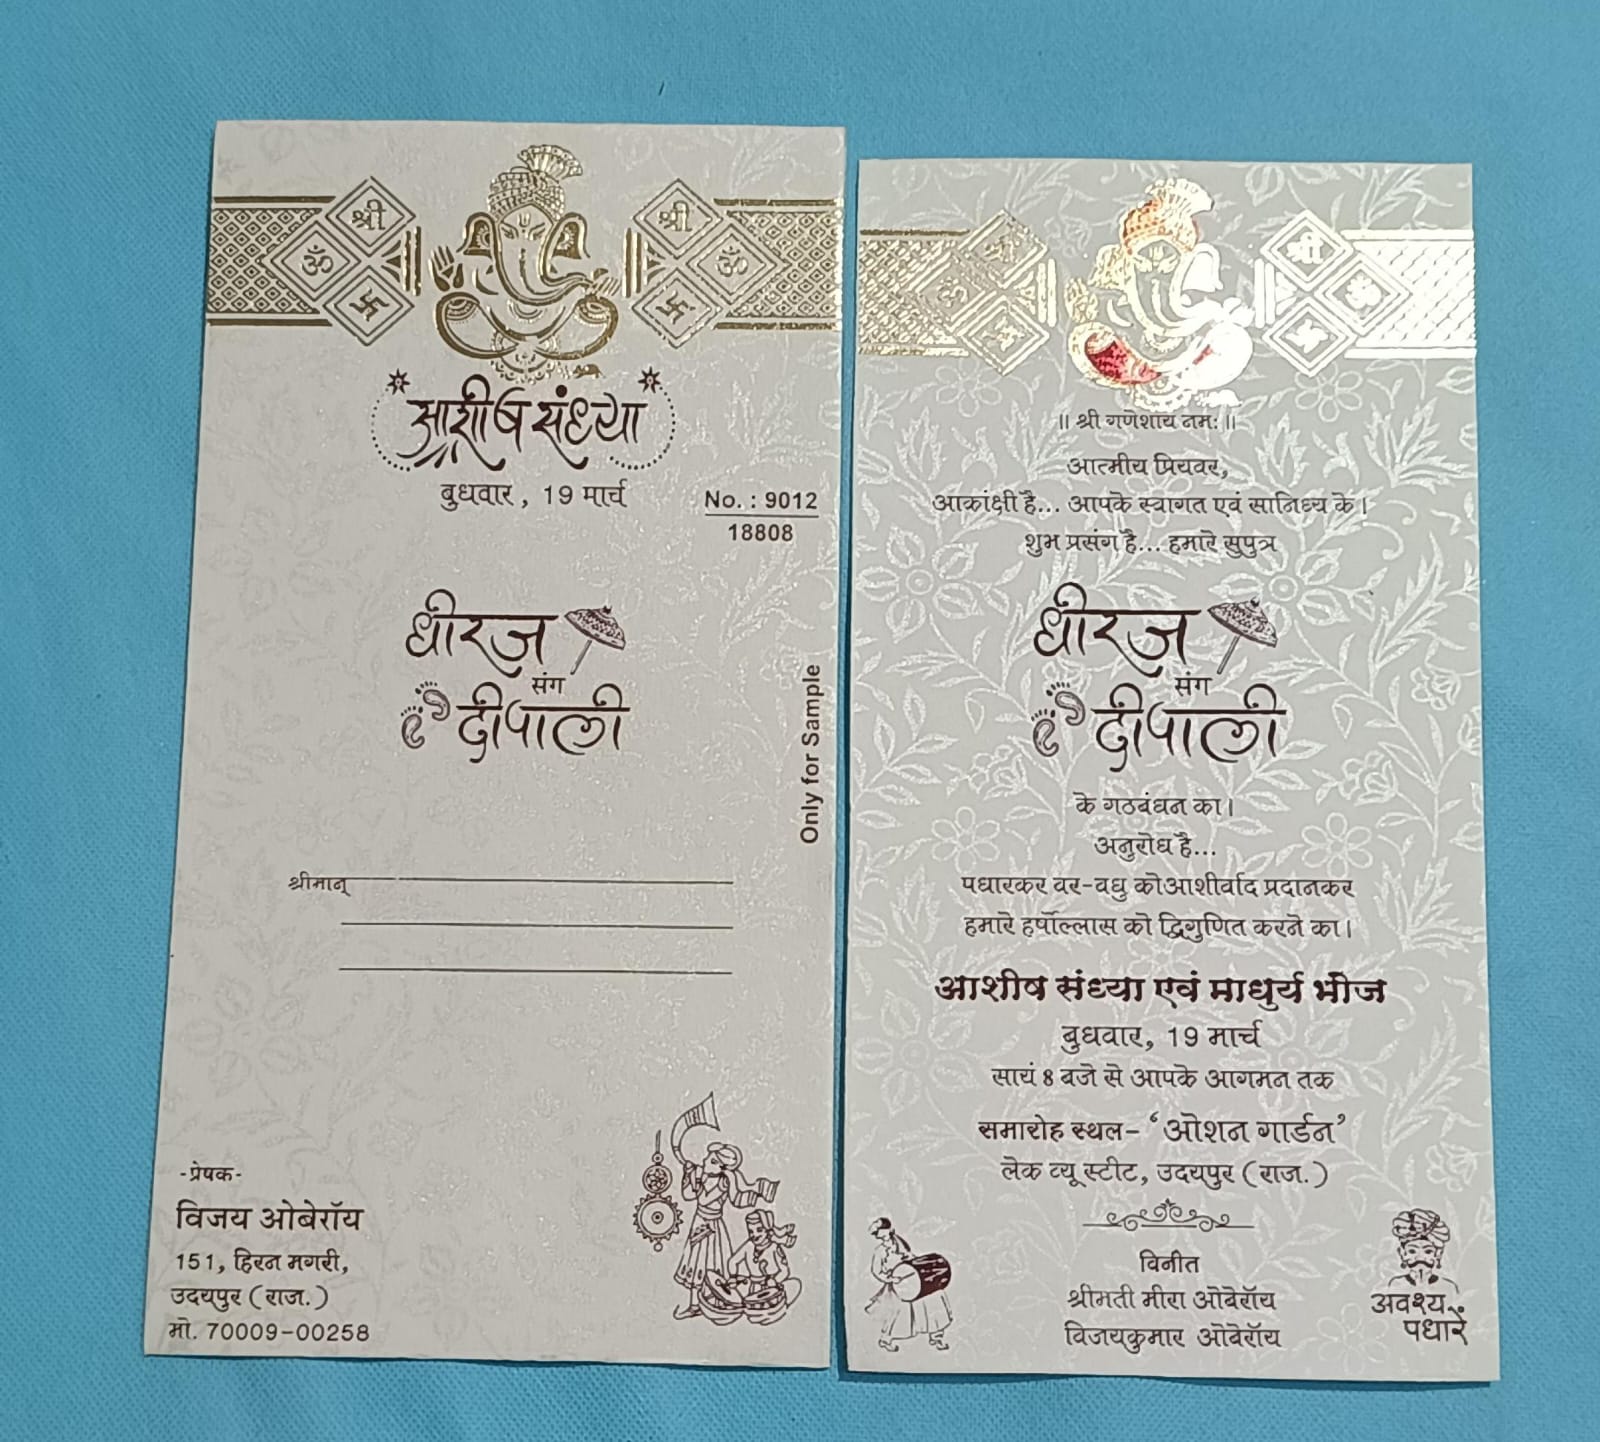 श्री
ॐ
卐
श्री
ॐ
卐
आशीष संध्या
बुधवार, 19 मार्च
No. : 9012
18808
धीरज
संग
दीपाली
Only for Sample
श्रीमान्
-प्रेषक-
विजय ओबेरॉय
151, हिरन मगरी,
उदयपुर (राज.)
मो. 70009-00258
श्री
ॐ
卐
श्री
ॐ
卐
॥ श्री गणेशाय नमः ॥
आत्मीय प्रियवर,
आकांक्षी है... आपके स्वागत एवं सानिध्य के।
शुभ प्रसंग है... हमारे सुपुत्र
धीरज
संग
दीपाली
के गठबंधन का।
अनुरोध है...
पधारकर वर-वधु को आशीर्वाद प्रदानकर
हमारे हर्षोल्लास को द्विगुणित करने का।
आशीष संध्या एवं माधुर्य भोज
बुधवार, 19 मार्च
सायं 8 बजे से आपके आगमन तक
समारोह स्थल- ‘ओशन गार्डन’
लेक व्यू स्टीट, उदयपुर (राज.)
विनीत
श्रीमती मीरा ओबेरॉय
विजयकुमार ओबेरॉय
अवश्य
पधारें